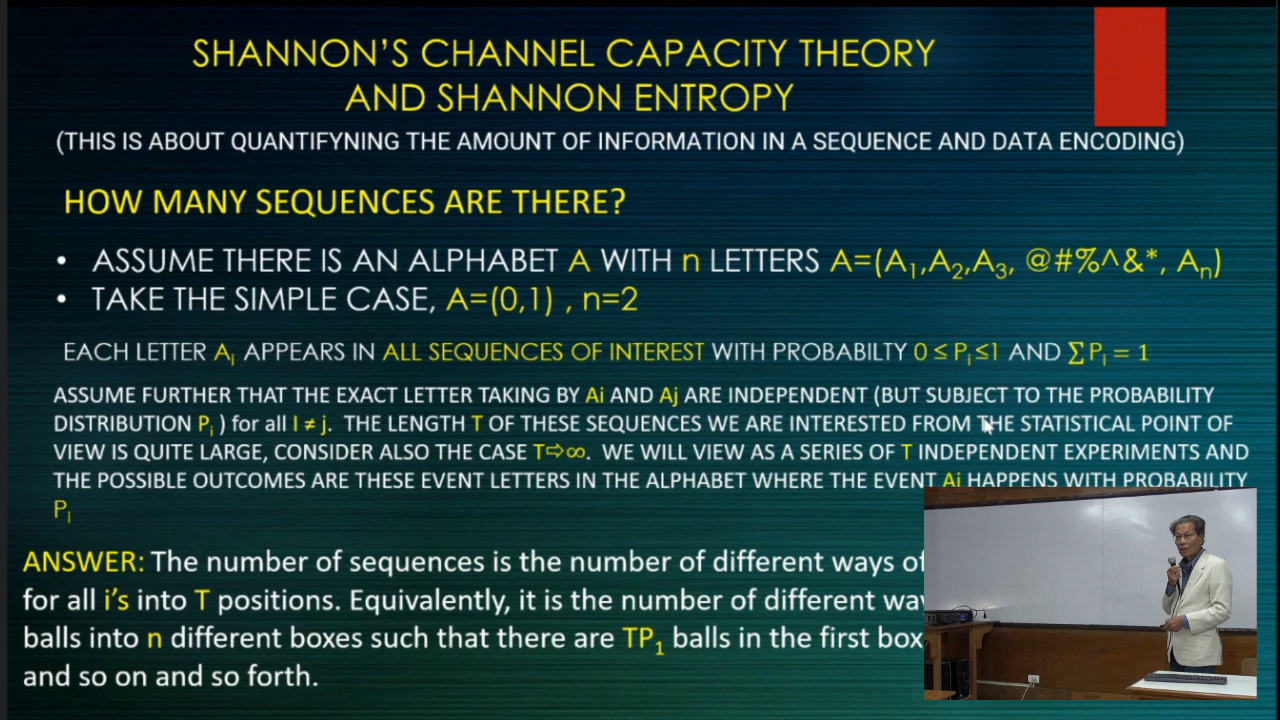 SHANNON'S CHANNEL CAPACITY THEORY
AND SHANNON ENTROPY
(THIS IS ABOUT QUANTIFYNING THE AMOUNT OF INFORMATION IN A SEQUENCE AND DATA ENCODING)
HOW MANY SEQUENCES ARE THERE?
• ASSUME THERE IS AN ALPHABET A WITH n LETTERS A=(A₁,A₂,A₃, @#%^&*, Aₙ)
• TAKE THE SIMPLE CASE, A=(0,1) , n=2
EACH LETTER Aₗ APPEARS IN ALL SEQUENCES OF INTEREST WITH PROBABILTY 0 ≤ Pᵢ ≤1 AND ∑Pₗ = 1
ASSUME FURTHER THAT THE EXACT LETTER TAKING BY Ai AND Aj ARE INDEPENDENT (BUT SUBJECT TO THE PROBABILITY
DISTRIBUTION Pᵢ ) for all I ≠ j. THE LENGTH T OF THESE SEQUENCES WE ARE INTERESTED FROM THE STATISTICAL POINT OF
VIEW IS QUITE LARGE, CONSIDER ALSO THE CASE T⇨∞. WE WILL VIEW AS A SERIES OF T INDEPENDENT EXPERIMENTS AND
THE POSSIBLE OUTCOMES ARE THESE EVENT LETTERS IN THE ALPHABET WHERE THE EVENT Ai HAPPENS WITH PROBABILITY
Pₗ
ANSWER: The number of sequences is the number of different ways of
for all i's into T positions. Equivalently, it is the number of different
balls into n different boxes such that there are TP₁ balls in the first box
and so on and so forth.